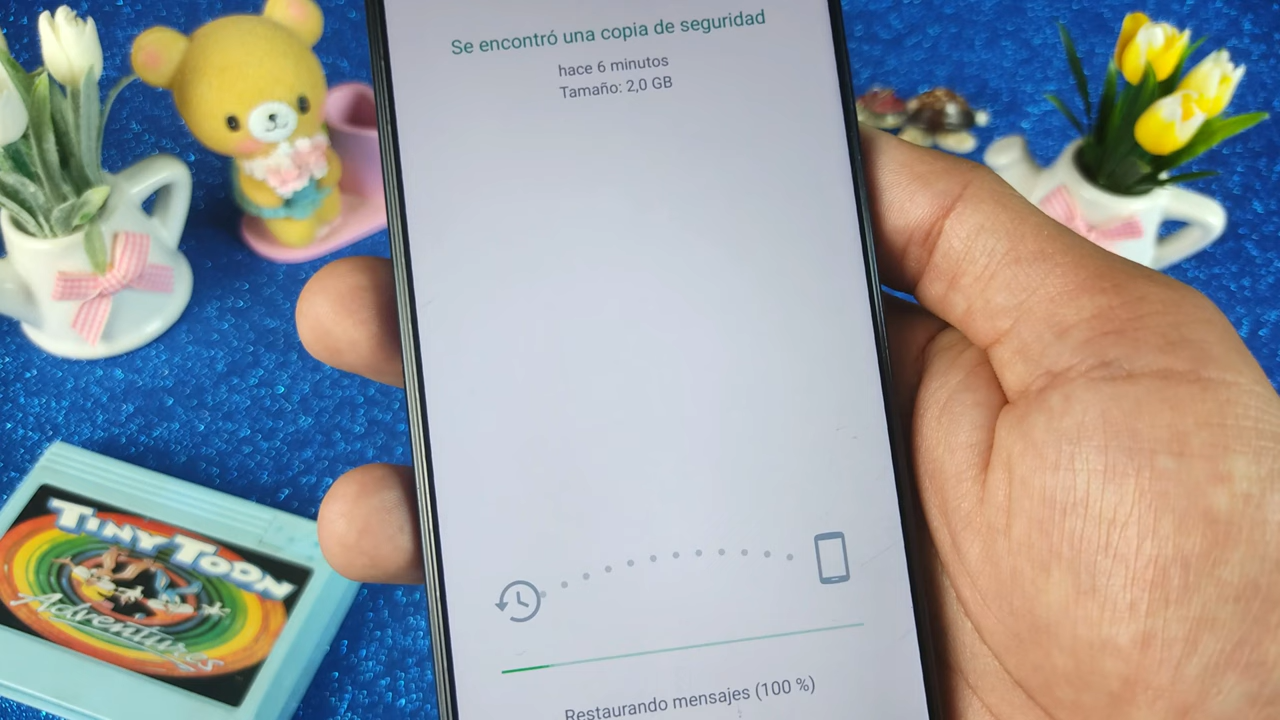 Se encontró una copia de seguridad
hace 6 minutos
Tamaño: 2,0 GB
Restaurando mensajes (100 %)
TINY TOON
Adventures